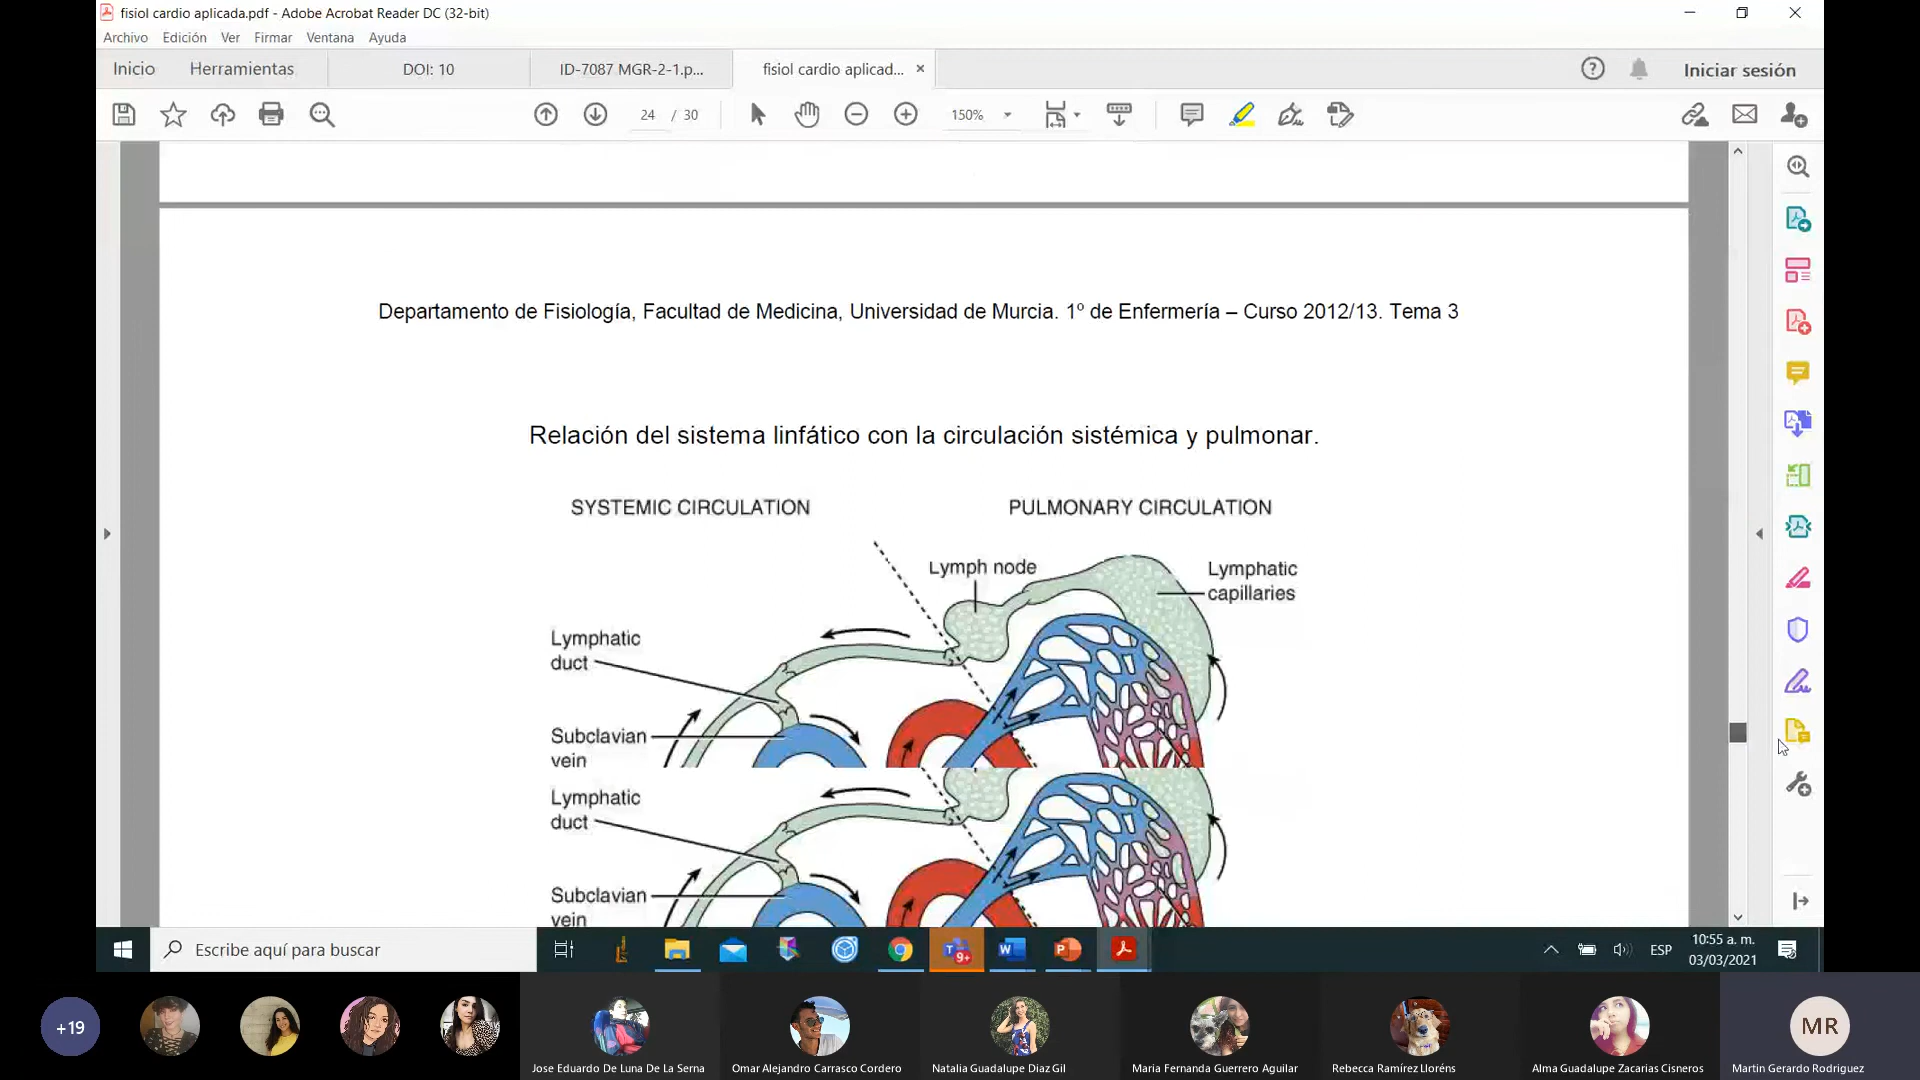 fisiol cardio aplicada.pdf - Adobe Acrobat Reader DC (32-bit)
Archivo Edición Ver Firmar Ventana Ayuda
Inicio Herramientas DOI: 10 ID-7087 MGR-2-1.p... fisiol cardio aplicad... × Iniciar sesión
24 / 30 150%
Departamento de Fisiología, Facultad de Medicina, Universidad de Murcia. 1º de Enfermería – Curso 2012/13. Tema 3
Relación del sistema linfático con la circulación sistémica y pulmonar.
SYSTEMIC CIRCULATION PULMONARY CIRCULATION
Lymph node
Lymphatic
capillaries
Lymphatic
duct
Subclavian
vein
Lymphatic
duct
Subclavian
vein
Escribe aquí para buscar
9+
ESP
10:55 a. m.
03/03/2021
+19
MR
Jose Eduardo De Luna De La Serna Omar Alejandro Carrasco Cordero Natalia Guadalupe Diaz Gil Maria Fernanda Guerrero Aguilar Rebecca Ramírez Lloréns Alma Guadalupe Zacarias Cisneros Martin Gerardo Rodriguez